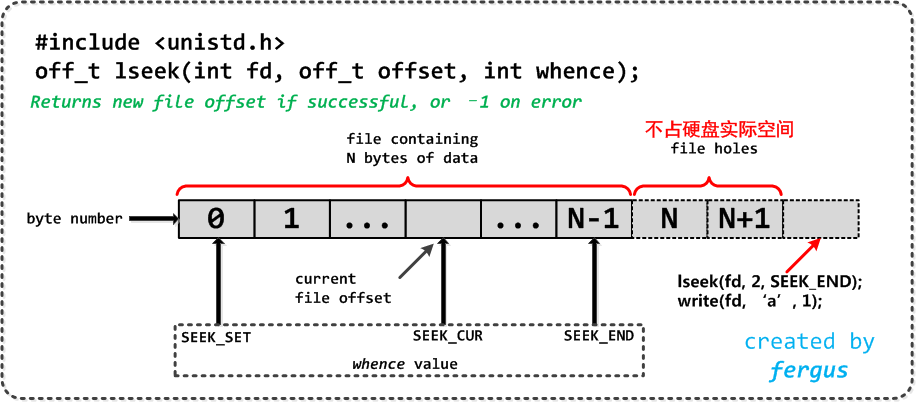 #include <unistd.h>
off_t lseek(int fd, off_t offset, int whence);
Returns new file offset if successful, or –1 on error
file containing
N bytes of data
不占硬盘实际空间
file holes
byte number
0 1 ... ... N-1 N N+1
current
file offset
lseek(fd, 2, SEEK_END);
write(fd, ‘a’, 1);
SEEK_SET SEEK_CUR SEEK_END
whence value
created by
fergus